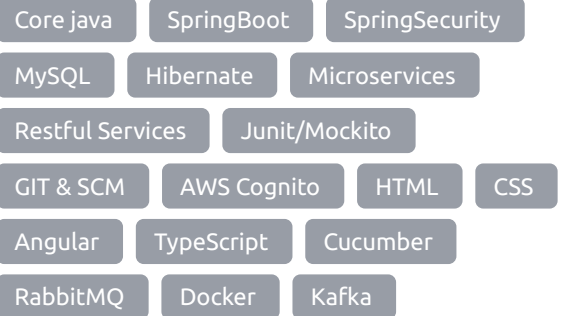 Core java SpringBoot SpringSecurity
MySQL Hibernate Microservices
Restful Services Junit/Mockito
GIT & SCM AWS Cognito HTML CSS
Angular TypeScript Cucumber
RabbitMQ Docker Kafka